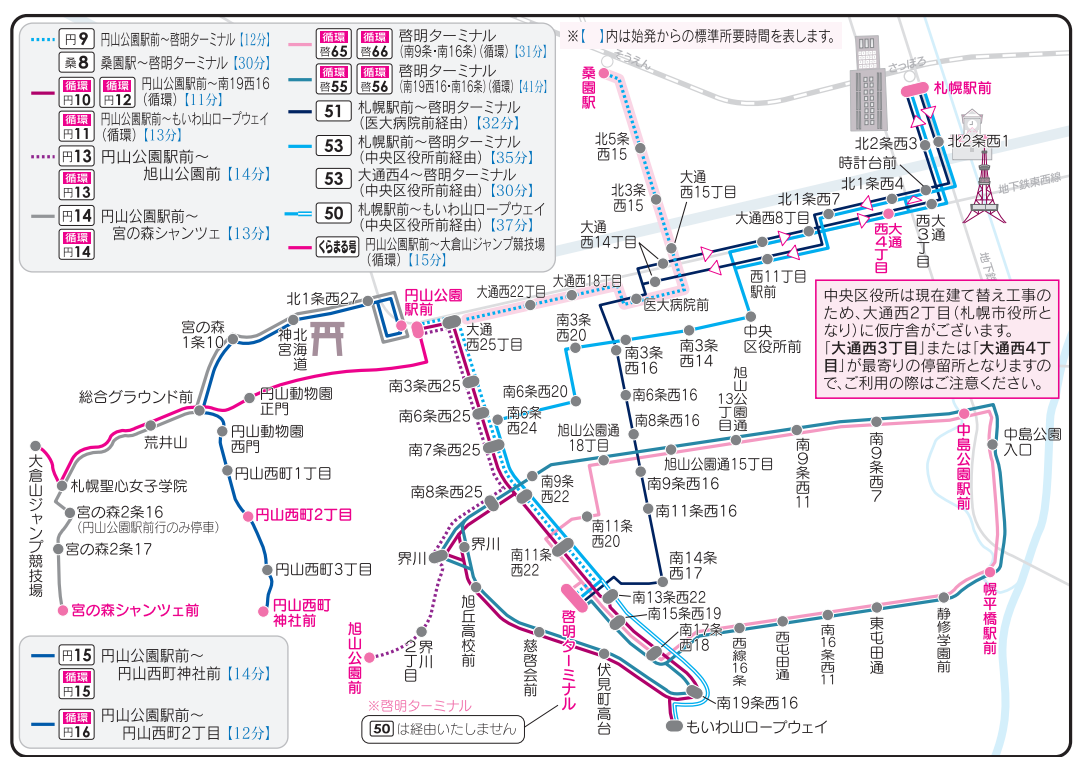 円9 円山公園駅前～啓明ターミナル【12分】
桑8 桑園駅～啓明ターミナル【30分】
循環 円10 循環 円12 円山公園駅前～南19西16
(循環)【11分】
循環 円11 円山公園駅前～もいわ山ロープウェイ
(循環)【13分】
円13 円山公園駅前～
旭山公園前【14分】
循環 円13
円14 円山公園駅前～
宮の森シャンツェ【13分】
循環 円14
循環 啓65 循環 啓66 啓明ターミナル
(南9条・南16条)(循環)【31分】
循環 啓55 循環 啓56 啓明ターミナル
(南19西16・南16条)(循環)【41分】
51 札幌駅前～啓明ターミナル
(医大病院前経由)【32分】
53 札幌駅前～啓明ターミナル
(中央区役所前経由)【35分】
53 大通西4～啓明ターミナル
(中央区役所前経由)【30分】
50 札幌駅前～もいわ山ロープウェイ
(中央区役所前経由)【37分】
くらまる号 円山公園駅前～大倉山ジャンプ競技場
(循環)【15分】
※【　】内は始発からの標準所要時間を表します。
そうえん
桑園駅
さっぽろ
札幌駅前
北5条
西15
北3条
西15
大通
西15丁目
大通
西14丁目
北2条西3
北2条西1
時計台前
北1条西4
北1条西7
大通西8丁目
大通
西4丁目
大通
西3丁目
地下鉄東西線
地下鉄
西11丁目
駅前
医大病院前
大通西18丁目
大通西22丁目
円山公園
駅前
大通
西25丁目
北1条西27
北海道
神宮
宮の森
1条10
総合グラウンド前
荒井山
円山動物園
正門
円山動物園
西門
円山西町1丁目
円山西町2丁目
円山西町3丁目
円山西町
神社前
大倉山ジャンプ競技場
札幌聖心女子学院
宮の森2条16
(円山公園駅前行のみ停車)
宮の森2条17
宮の森シャンツェ前
中央区役所は現在建て替え工事の
ため、大通西2丁目(札幌市役所と
なり)に仮庁舎がございます。
「大通西3丁目」または「大通西4丁
目」が最寄りの停留所となりますの
で、ご利用の際はご注意ください。
中央
区役所前
南3条
西20
南3条
西14
南3条
西16
南3条西25
南6条西25
南7条西25
南6条西20
南6条
西24
南6条西16
南8条西16
旭山公園通
13丁目
旭山公園通
18丁目
旭山公園通15丁目
南9条西16
南9条
西11
南9条
西7
中島公園駅前
中島公園
入口
南8条西25
南9条
西22
南11条西16
南11条
西20
南11条
西22
界川
界川
界川
2丁目
旭山公園前
旭丘高校前
慈啓会前
伏見町高台
啓明ターミナル
南14条
西17
南13条西22
南15条西19
南17条
西18
西線16条
西屯田通
南16条西11
東屯田通
静修学園前
幌平橋駅前
南19条西16
もいわ山ロープウェイ
※啓明ターミナル
50 は経由いたしません
円15 円山公園駅前～
円山西町神社前【14分】
循環 円15
循環 円16 円山公園駅前～
円山西町2丁目【12分】